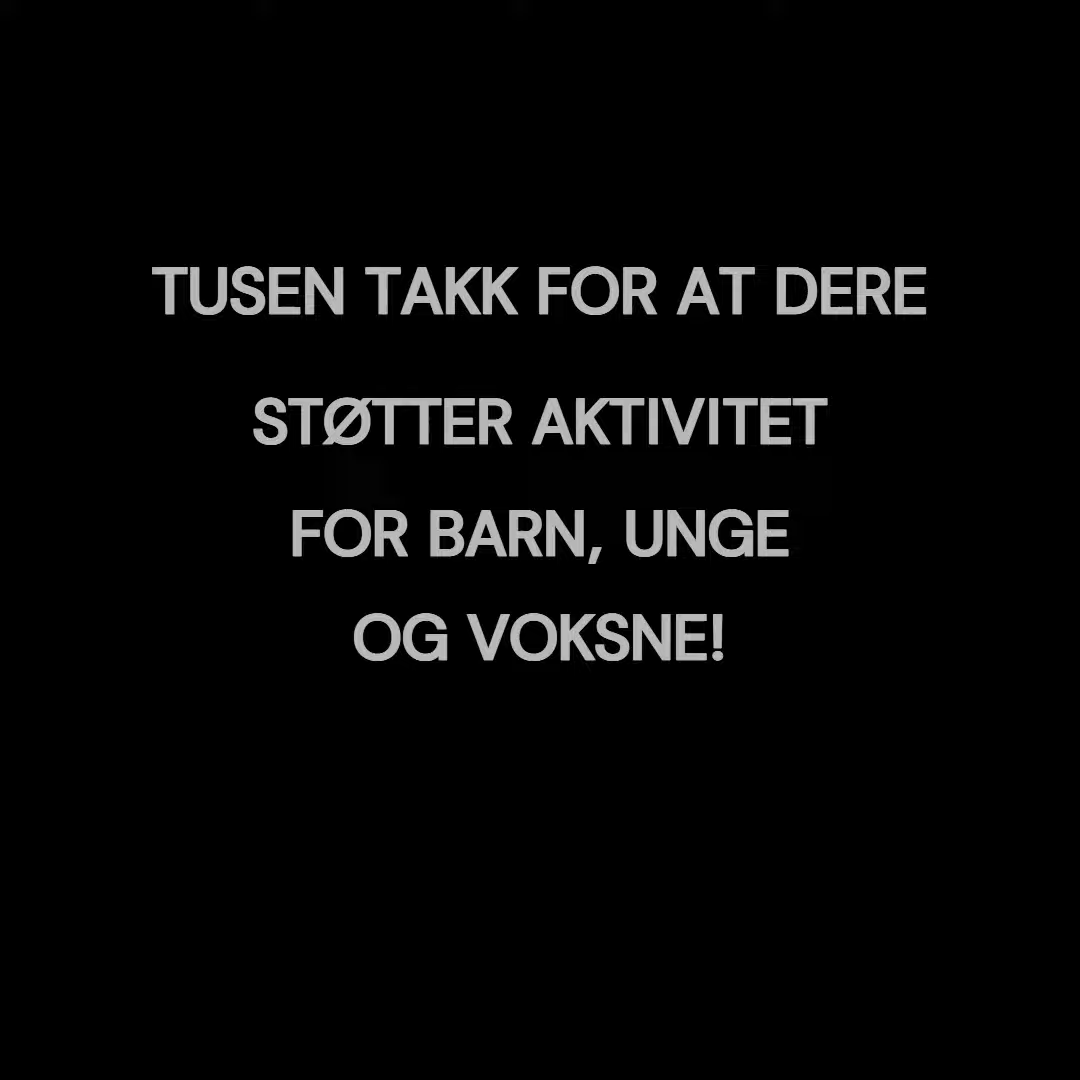 TUSEN TAKK FOR AT DERE
STØTTER AKTIVITET
FOR BARN, UNGE
OG VOKSNE!